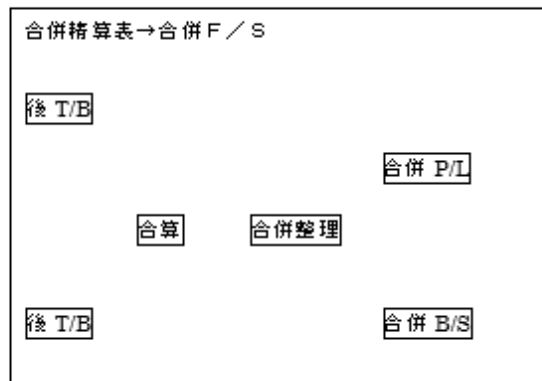 合併精算表→合併F／S
後 T/B
合併 P/L
合算 合併整理
後 T/B 合併 B/S